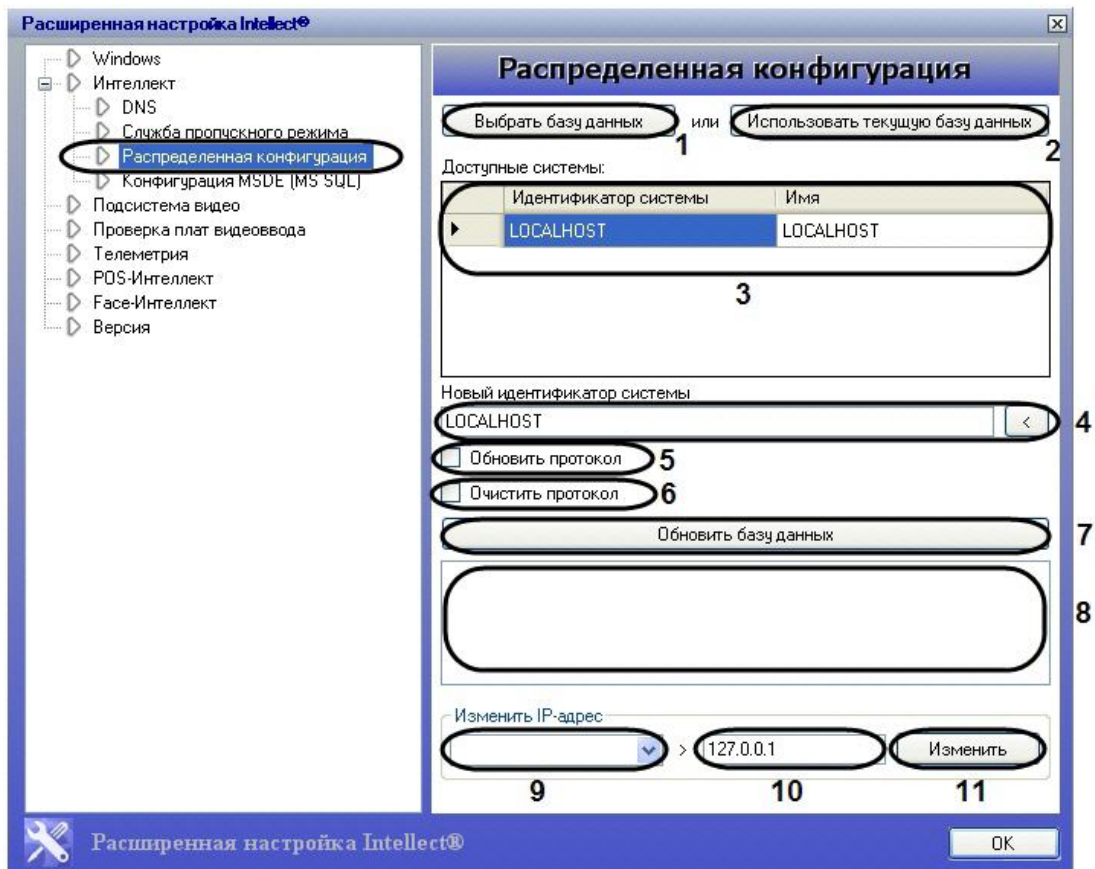 Расширенная настройка Intellect®
Windows
Интеллект
DNS
Служба пропускного режима
Распределенная конфигурация
Конфигурация MSDE (MS SQL)
Подсистема видео
Проверка плат видеоввода
Телеметрия
POS-Интеллект
Face-Интеллект
Версия
Распределенная конфигурация
Выбрать базу данных или Использовать текущую базу данных
1 2
Доступные системы:
Идентификатор системы Имя
LOCALHOST LOCALHOST
3
Новый идентификатор системы
LOCALHOST < 4
Обновить протокол 5
Очистить протокол 6
Обновить базу данных 7
8
Изменить IP-адрес
> 127.0.0.1 Изменить
9 10 11
Расширенная настройка Intellect®
OK